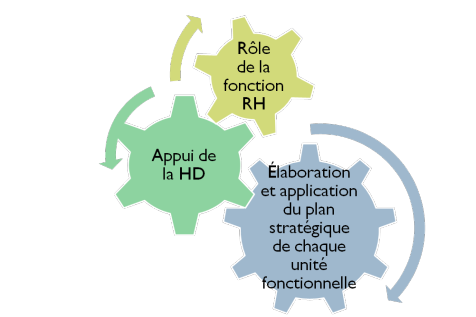 Rôle
de la
fonction
RH
Appui de
la HD
Élaboration
et application
du plan
stratégique
de chaque
unité
fonctionnelle